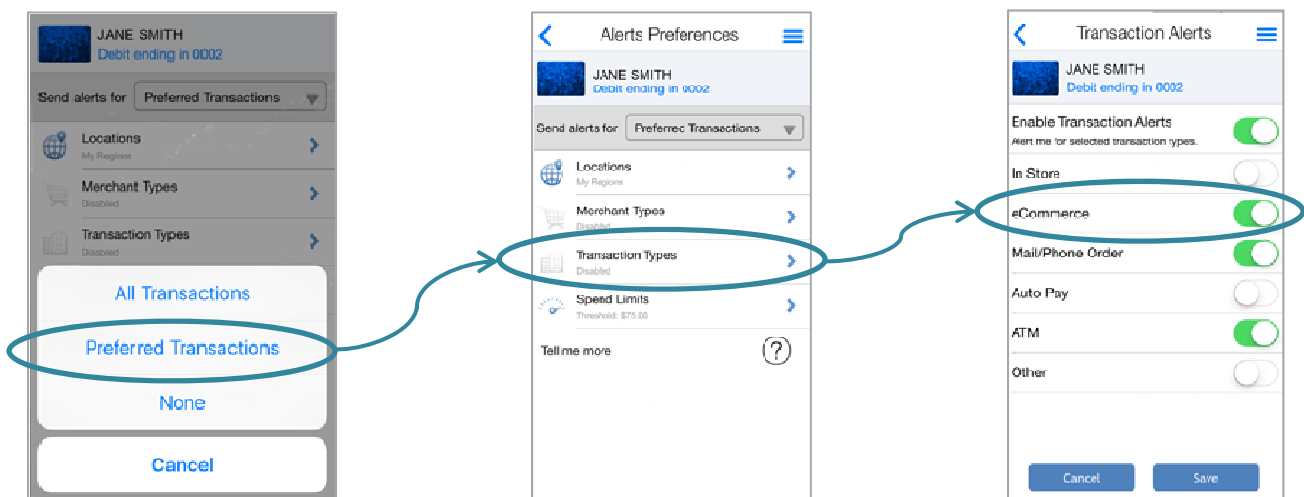 JANE SMITH
Debit ending in 0002
Send alerts for Preferred Transactions
Locations
My Regions
Merchant Types
Disabled
Transaction Types
Disabled
All Transactions
Preferred Transactions
None
Cancel
Alerts Preferences
JANE SMITH
Debit ending in 0002
Send alerts for Preferred Transactions
Locations
My Regions
Merchant Types
Disabled
Transaction Types
Disabled
Spend Limits
Threshold: $75.00
Tell me more ?
Transaction Alerts
JANE SMITH
Debit ending in 0002
Enable Transaction Alerts
Alert me for selected transaction types.
In Store
eCommerce
Mail/Phone Order
Auto Pay
ATM
Other
Cancel Save